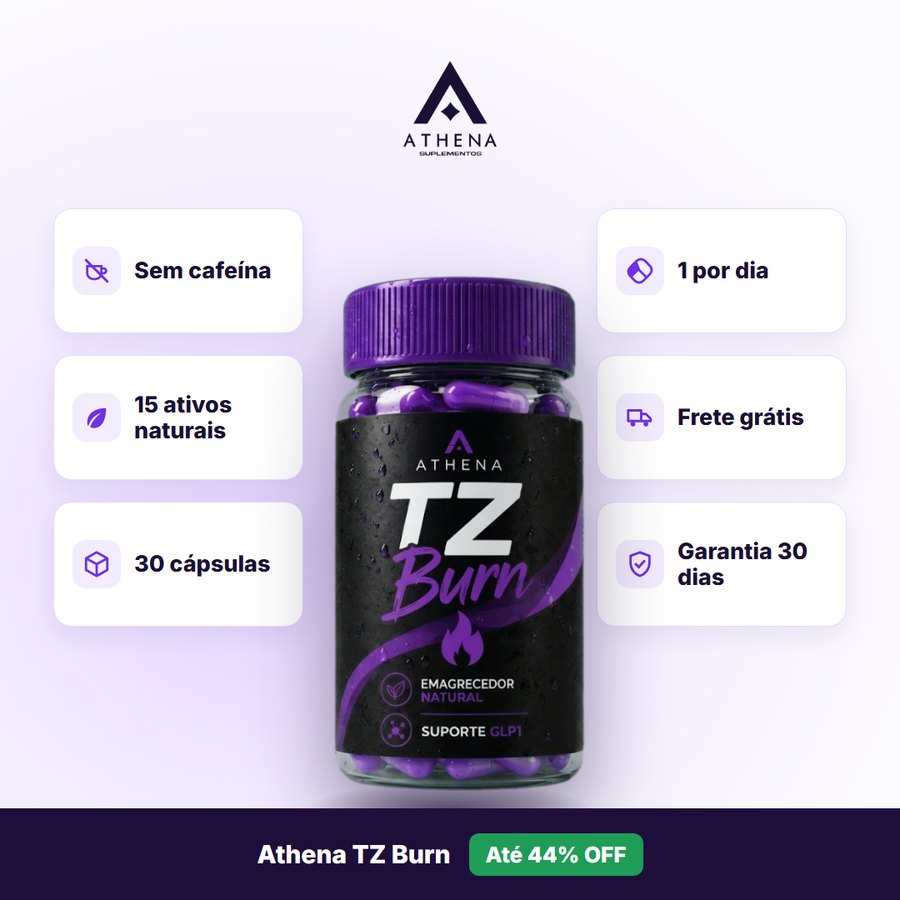 ATHENA
SUPLEMENTOS
Sem cafeína
15 ativos
naturais
30 cápsulas
1 por dia
Frete grátis
Garantia 30
dias
ATHENA
TZ
Burn
EMAGRECEDOR
NATURAL
SUPORTE GLP1
Athena TZ Burn
Até 44% OFF